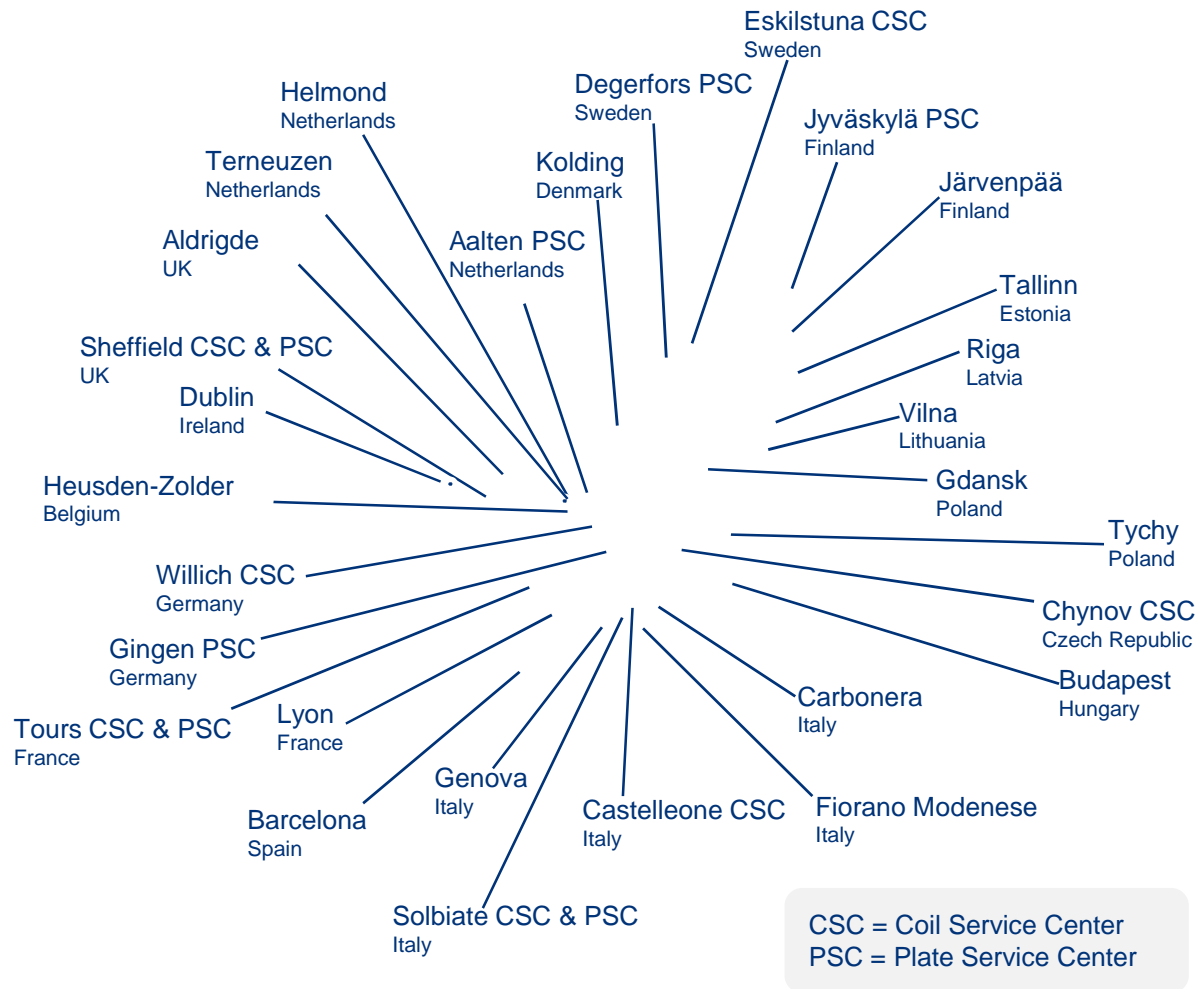 Eskilstuna CSC
Sweden
Degerfors PSC
Sweden
Helmond
Netherlands
Jyväskylä PSC
Finland
Terneuzen
Netherlands
Kolding
Denmark
Järvenpää
Finland
Aldrigde
UK
Aalten PSC
Netherlands
Tallinn
Estonia
Sheffield CSC & PSC
UK
Riga
Latvia
Dublin
Ireland
Vilna
Lithuania
Heusden-Zolder
Belgium
Gdansk
Poland
Tychy
Poland
Willich CSC
Germany
Chynov CSC
Czech Republic
Gingen PSC
Germany
Budapest
Hungary
Carbonera
Italy
Lyon
France
Tours CSC & PSC
France
Genova
Italy
Castelleone CSC
Italy
Fiorano Modenese
Italy
Barcelona
Spain
Solbiate CSC & PSC
Italy
CSC = Coil Service Center
PSC = Plate Service Center